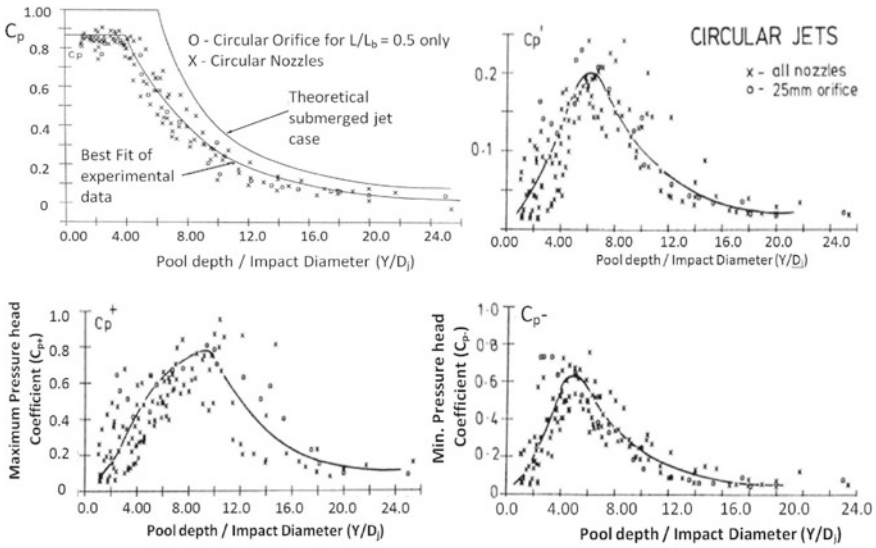 Cp
1.00
0.8
0.6
0.4
0.2
0
Cp
O - Circular Orifice for L/Lb = 0.5 only
X - Circular Nozzles
Theoretical
submerged jet
case
Best Fit of
experimental
data
0.00 4.00 8.00 12.0 16.0 20.0 24.0
Pool depth / Impact Diameter (Y/Dj)
Cp'
CIRCULAR JETS
x - all nozzles
o - 25mm orifice
0.2
0.1
0.00 4.00 8.00 12.0 16.0 20.0 24.0
Pool depth / Impact Diameter (Y/Dj)
Maximum Pressure head
Coefficient (Cp+)
Cp+
1.0
0.8
0.6
0.4
0.2
0
0.00 4.00 8.00 12.0 16.0 20.0 24.0
Pool depth / Impact Diameter (Y/Dj)
Min. Pressure head
Coefficient (Cp-)
Cp-
1.0
0.8
0.6
0.4
0.2
0.
0.00 4.00 8.00 12.0 16.0 20.0 24.0
Pool depth / Impact Diameter (Y/Dj)